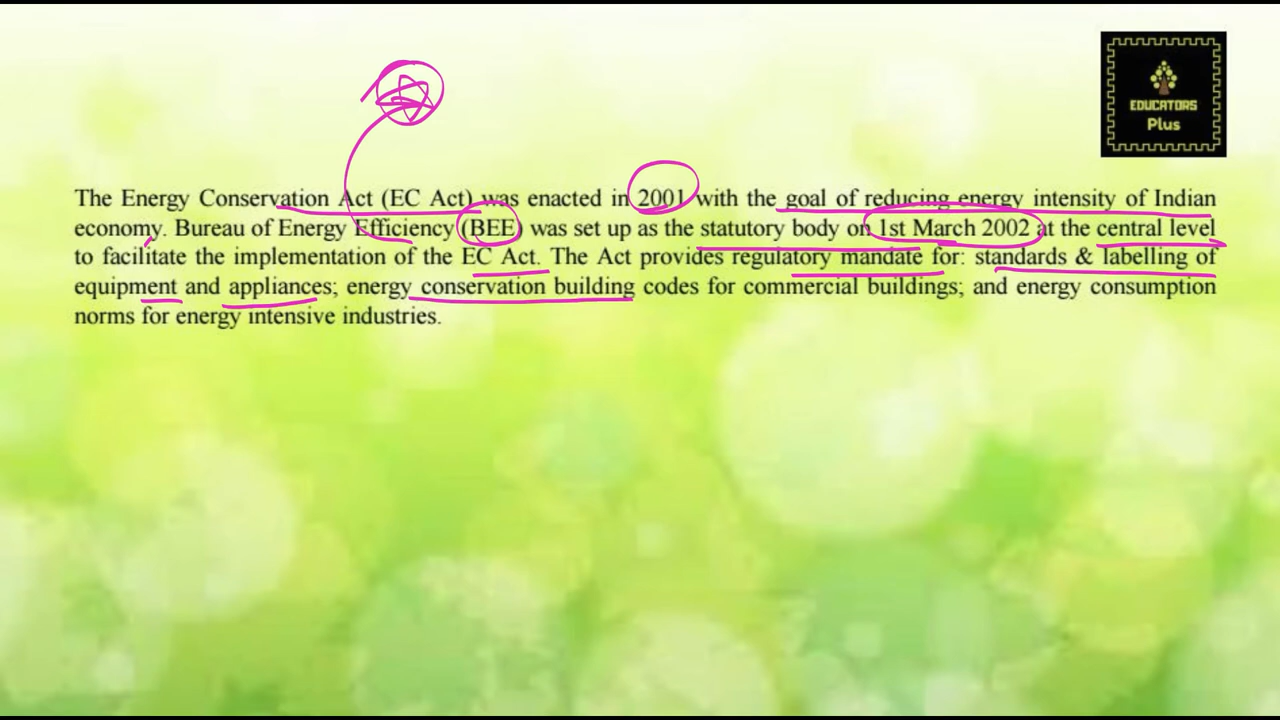 EDUCATORS
Plus
The Energy Conservation Act (EC Act) was enacted in 2001 with the goal of reducing energy intensity of Indian
economy. Bureau of Energy Efficiency (BEE) was set up as the statutory body on 1st March 2002 at the central level
to facilitate the implementation of the EC Act. The Act provides regulatory mandate for: standards & labelling of
equipment and appliances; energy conservation building codes for commercial buildings; and energy consumption
norms for energy intensive industries.